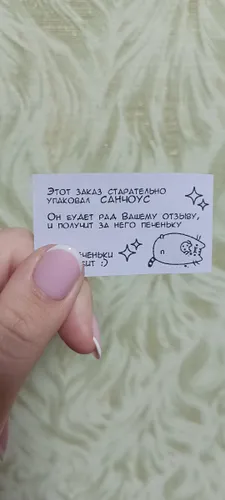 Этот заказ старательно
упаковал САНЧОУС
Он будет рад Вашему отзыву,
и получит за него печеньку
:)